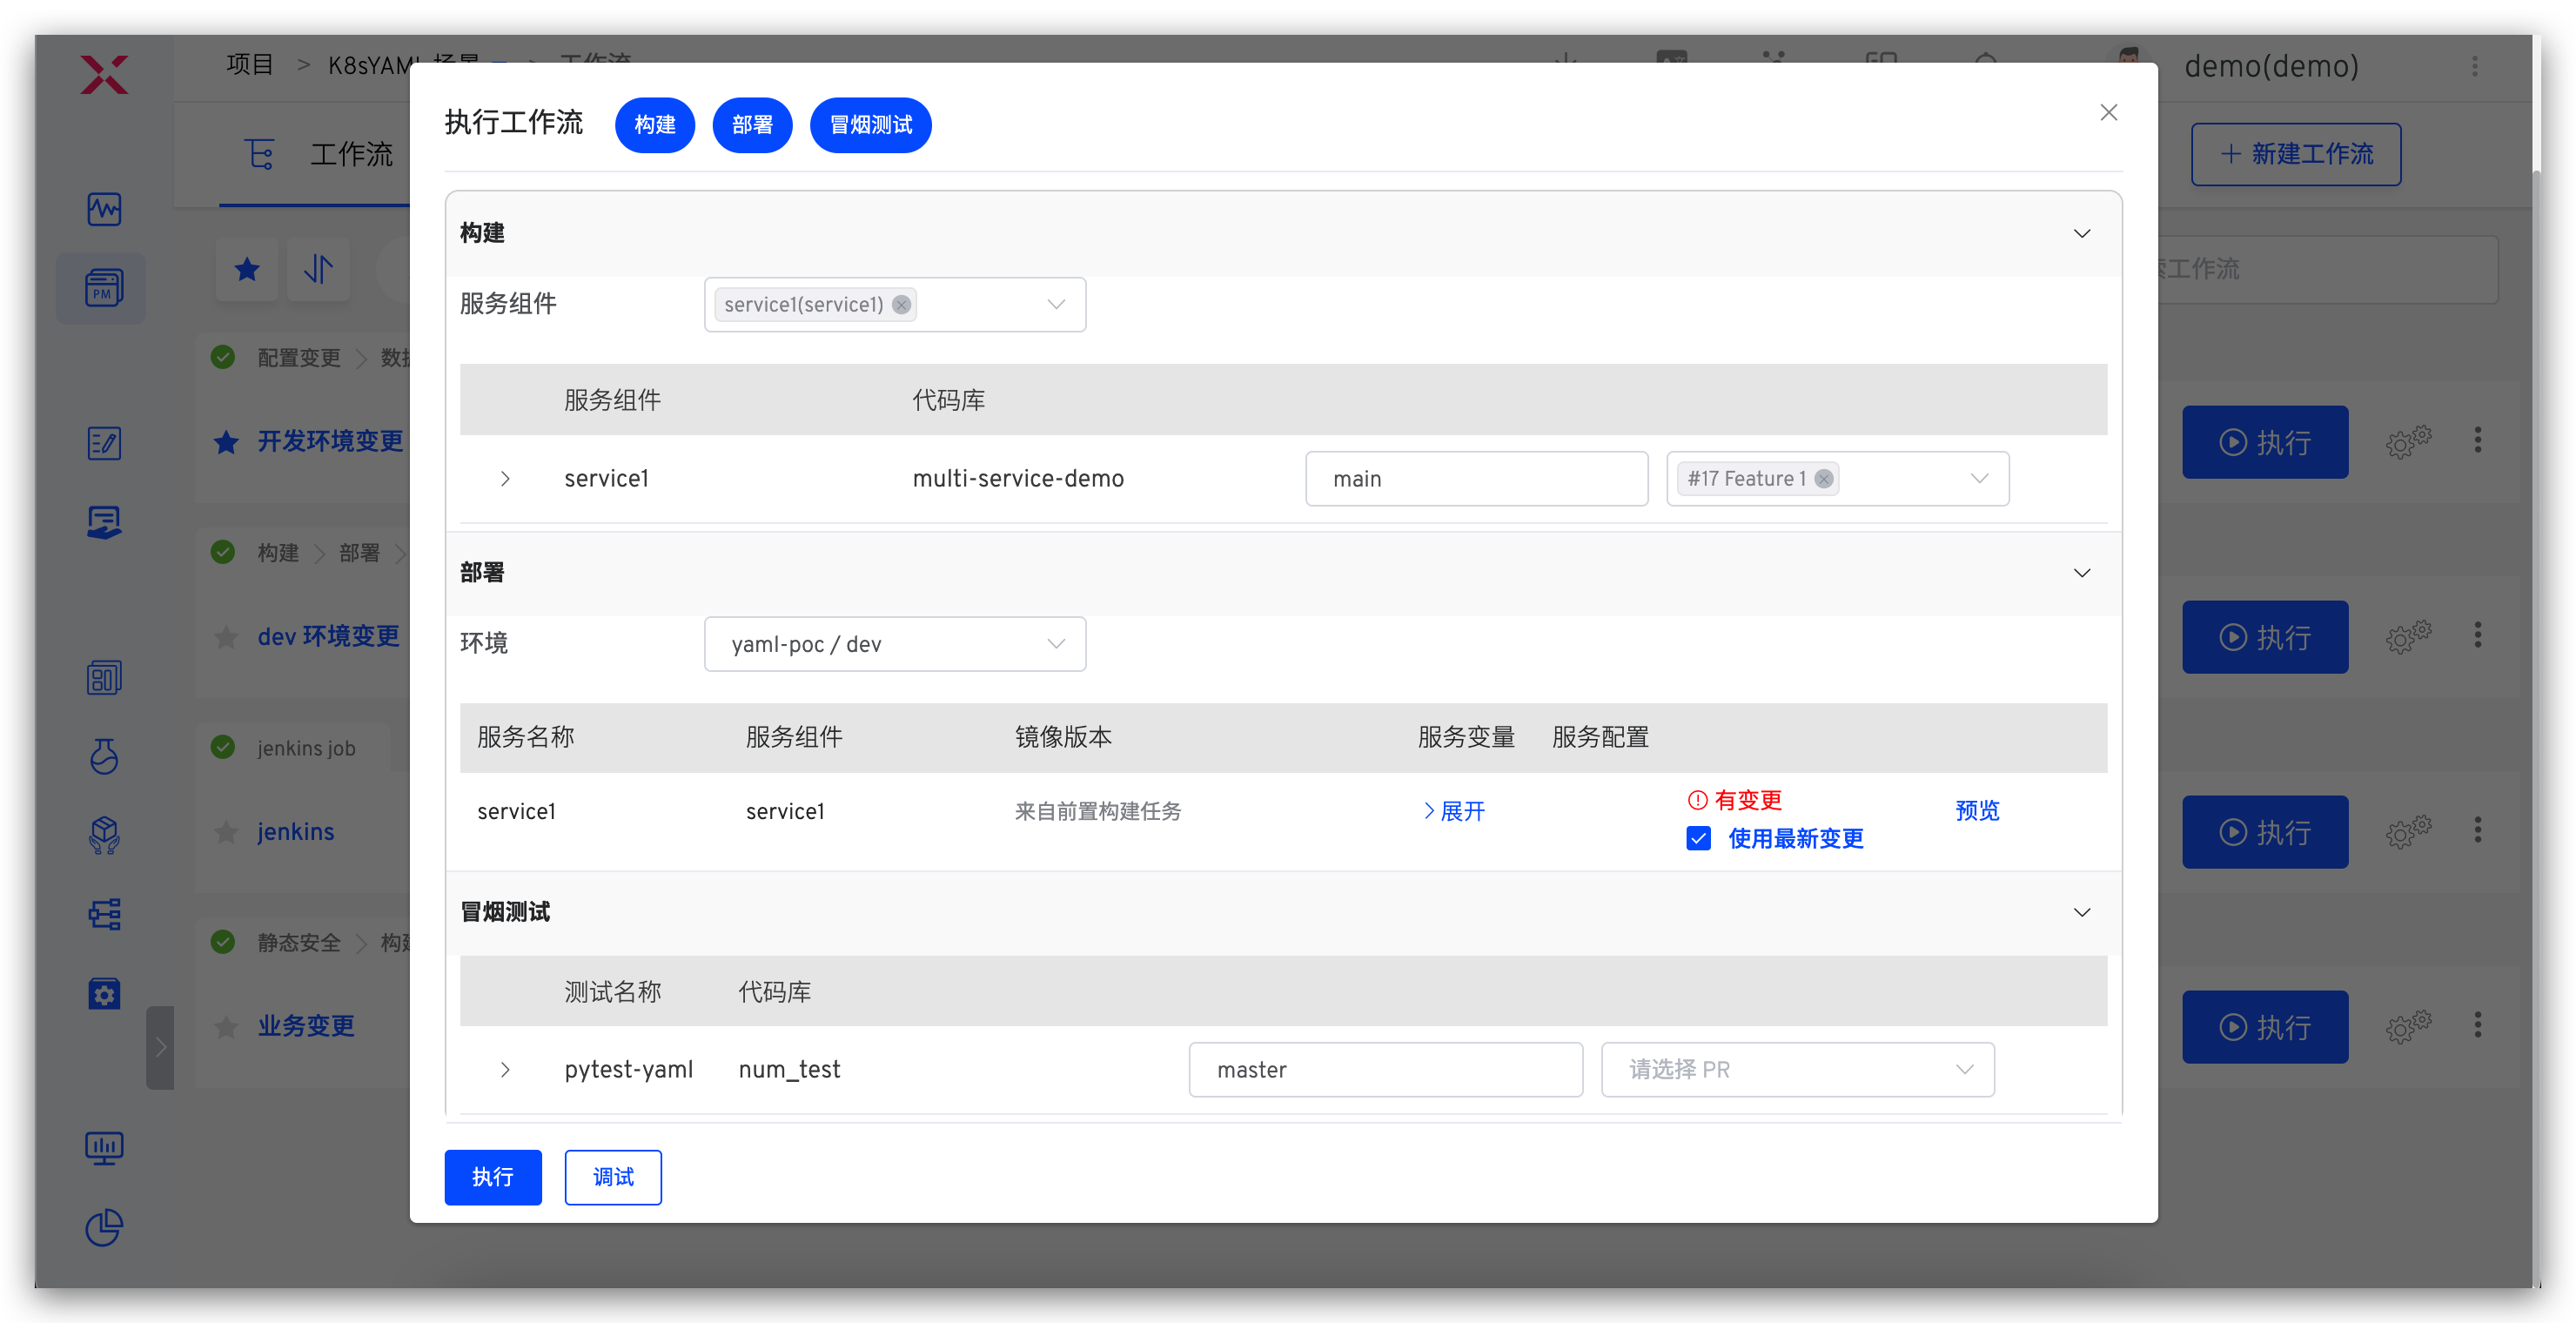 项目 > K8sYAML 场景 > 工作流
demo(demo)
工作流
+ 新建工作流
索工作流
配置变更 > 数据
开发环境变更
执行
构建 > 部署 >
dev 环境变更
执行
jenkins job
jenkins
执行
静态安全 > 构建
业务变更
执行
PM
执行工作流 构建 部署 冒烟测试
构建
服务组件 service1(service1)
服务组件 代码库
service1 multi-service-demo main #17 Feature 1
部署
环境 yaml-poc / dev
服务名称 服务组件 镜像版本 服务变量 服务配置
service1 service1 来自前置构建任务 展开 有变更 预览
使用最新变更
冒烟测试
测试名称 代码库
pytest-yaml num_test master 请选择 PR
执行 调试